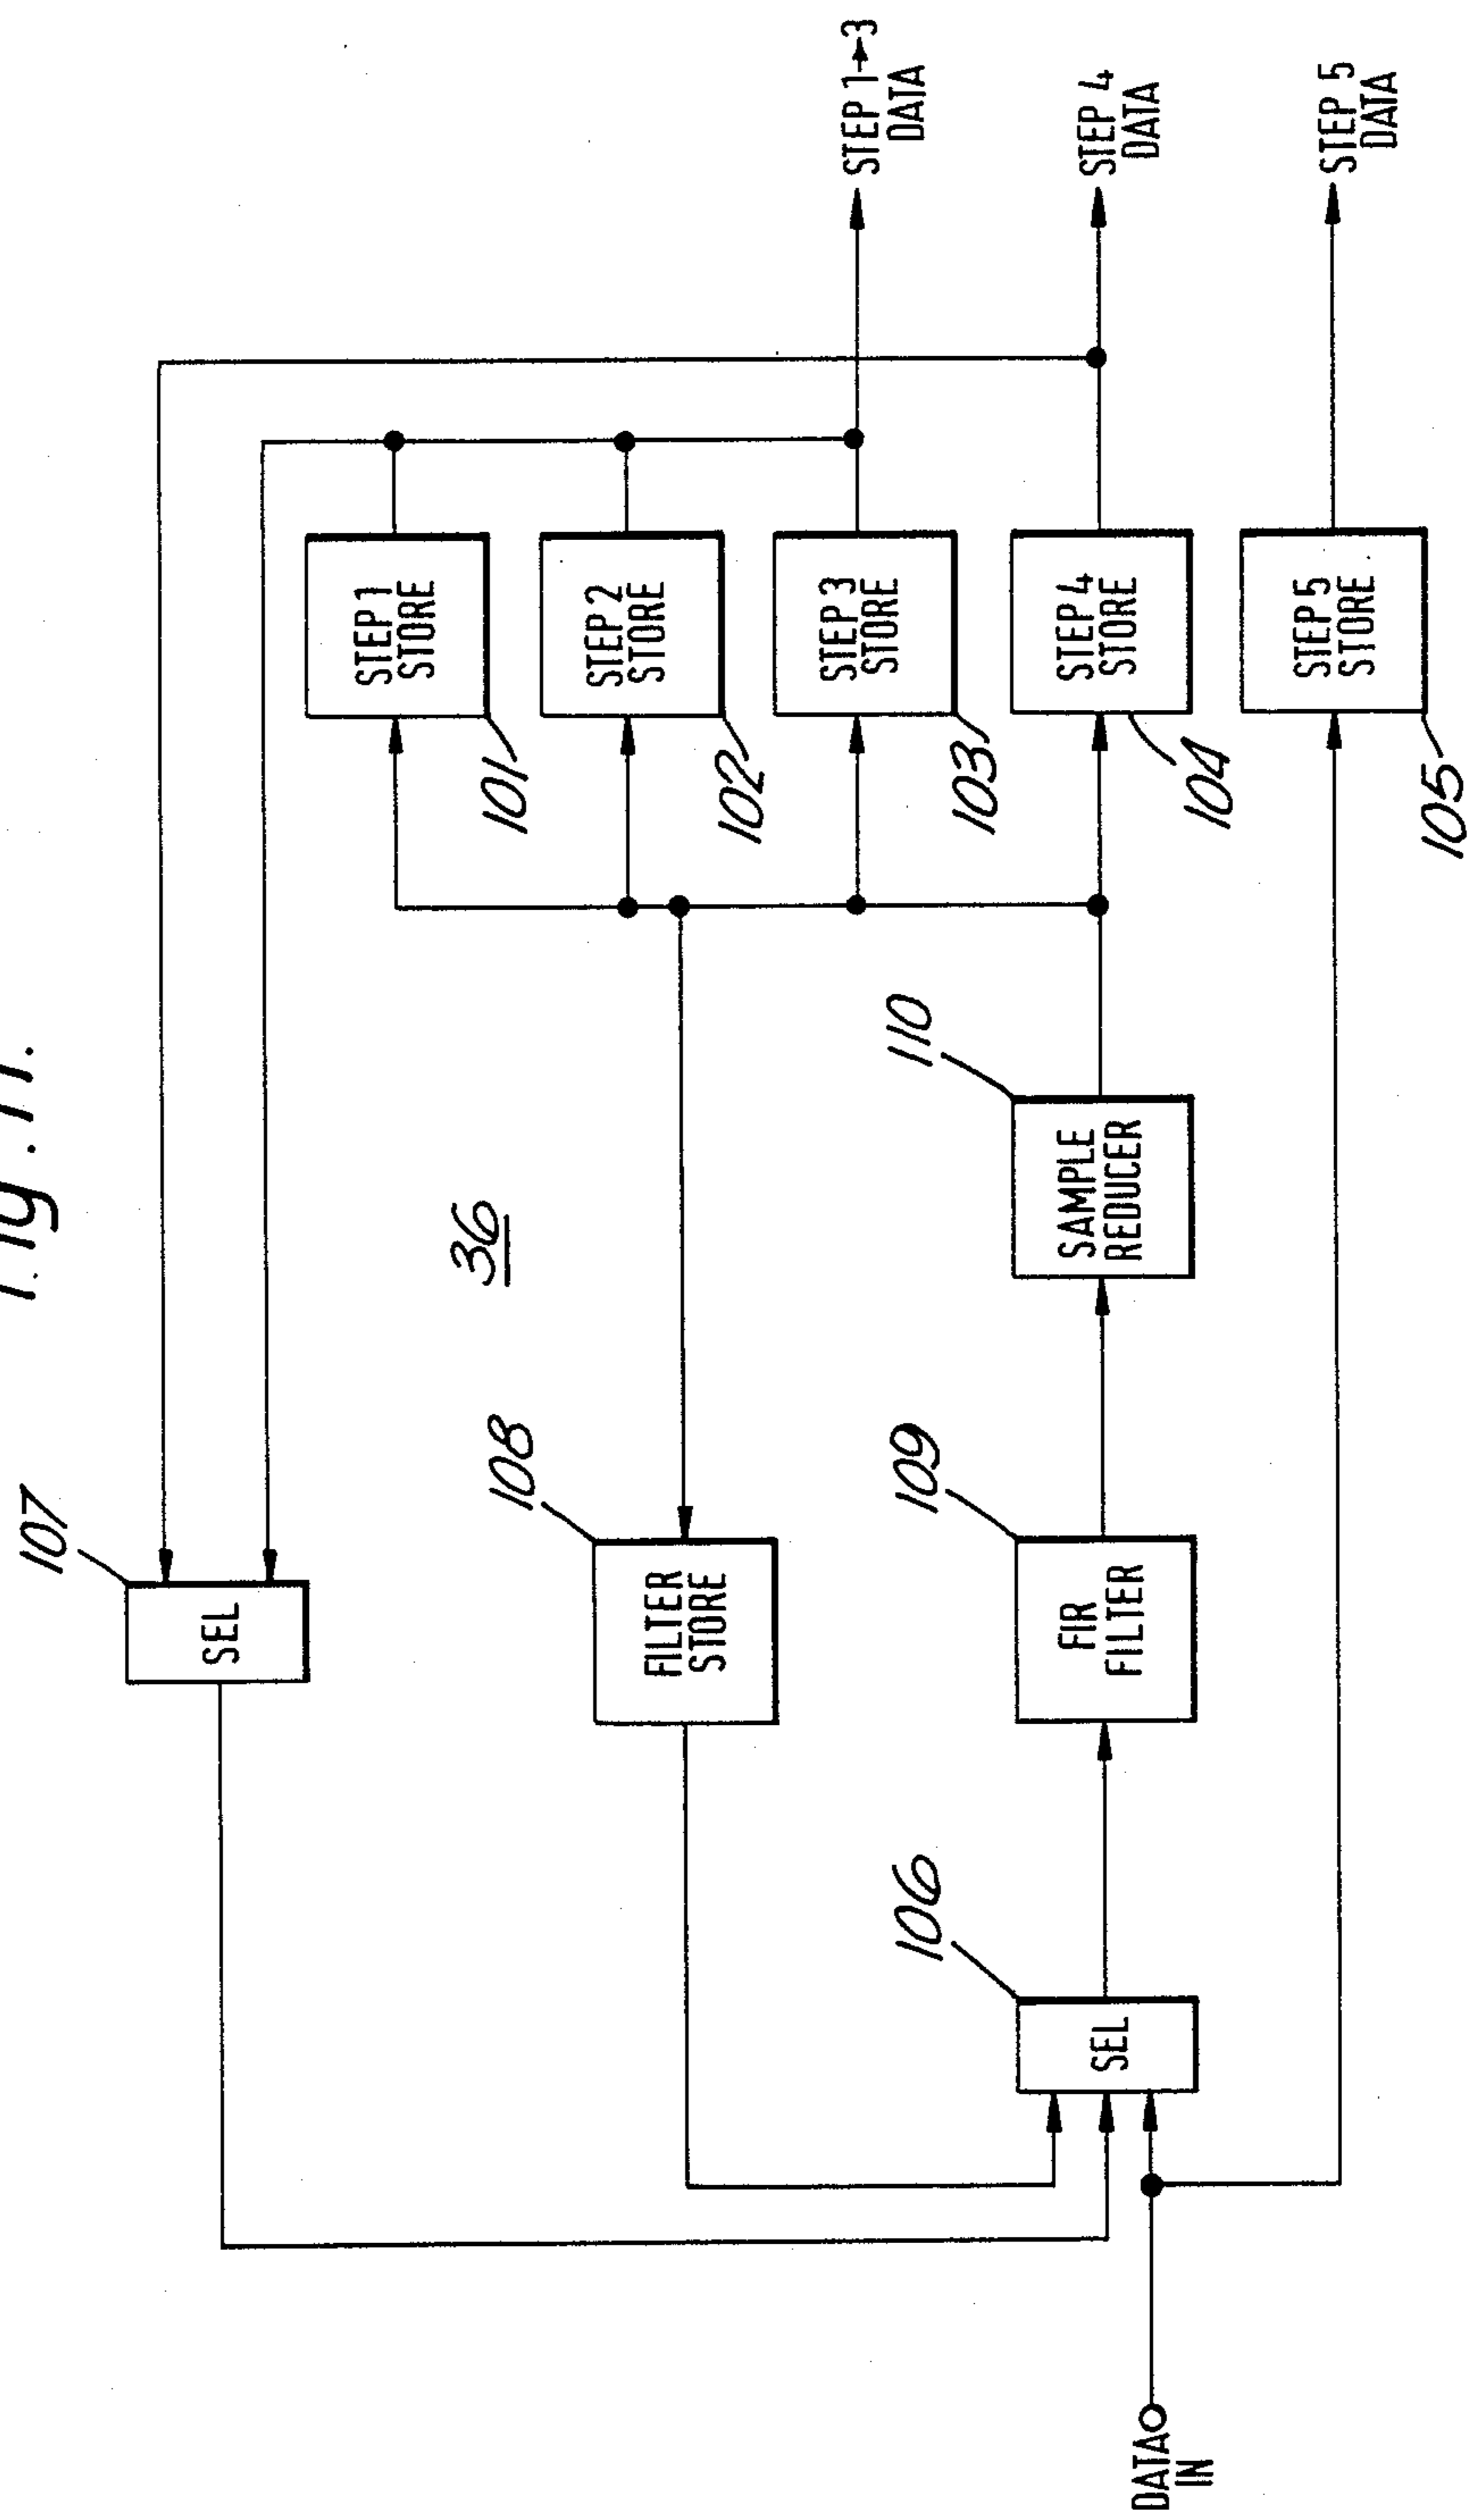 Fig. 11.
107
SEL
36
STEP 1
STORE
101
108
FILTER
STORE
STEP 2
STORE
102
STEP 3
STORE
103
STEP 1→3
DATA
106
SEL
109
FIR
FILTER
110
SAMPLE
REDUCER
STEP 4
STORE
104
STEP 4
DATA
DATA
IN
STEP 5
STORE
105
STEP 5
DATA